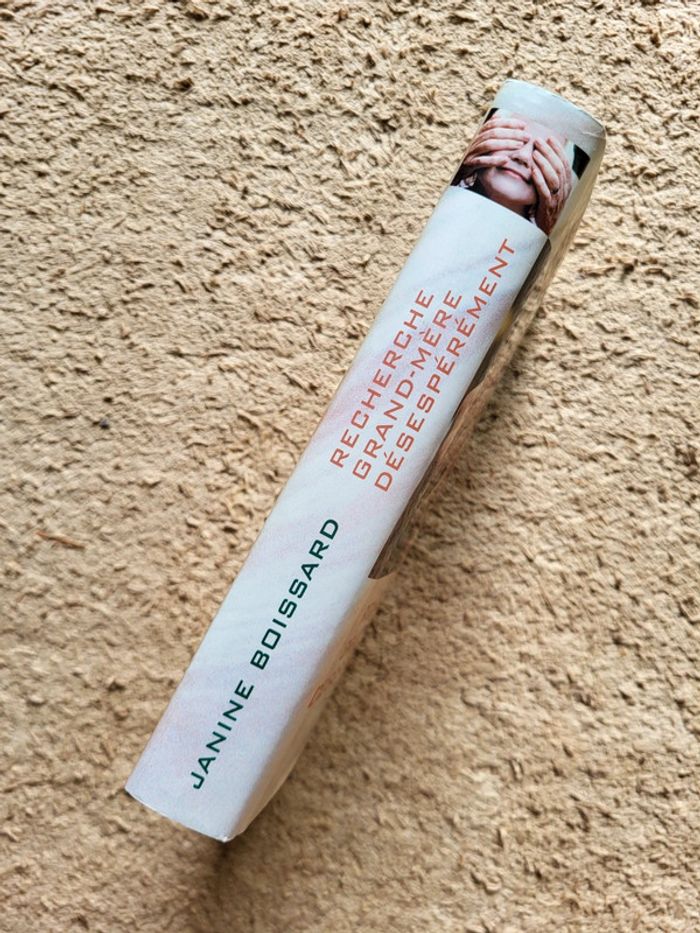 JANINE BOISSARD
RECHERCHE
GRAND-MÈRE
DÉSESPÉRÉMENT